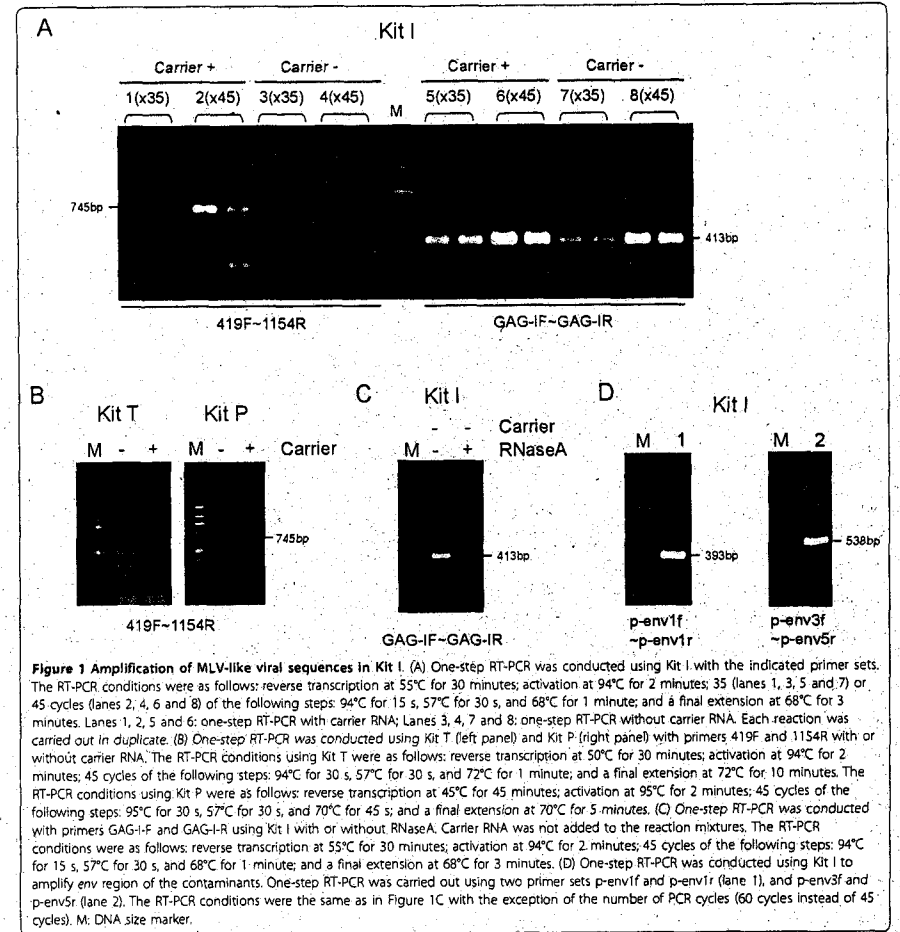 A
Kit I
Carrier + Carrier - Carrier + Carrier -
1(x35) 2(x45) 3(x35) 4(x45) M 5(x35) 6(x45) 7(x35) 8(x45)
745bp
413bp
419F~1154R GAG-IF~GAG-IR
B C D
Kit T Kit P Kit I Kit I
- - Carrier
M - + M - + Carrier M - + RNaseA M 1 M 2
745bp
413bp
393bp
538bp
419F~1154R
GAG-IF~GAG-IR
p-env1f
~p-env1r
p-env3f
~p-env5r
Figure 1 Amplification of MLV-like viral sequences in Kit I. (A) One-step RT-PCR was conducted using Kit I with the indicated primer sets.
The RT-PCR conditions were as follows: reverse transcription at 55°C for 30 minutes; activation at 94°C for 2 minutes; 35 (lanes 1, 3, 5 and 7) or
45 cycles (lanes 2, 4, 6 and 8) of the following steps: 94°C for 15 s, 57°C for 30 s, and 68°C for 1 minute; and a final extension at 68°C for 3
minutes. Lanes 1, 2, 5 and 6: one-step RT-PCR with carrier RNA; Lanes 3, 4, 7 and 8: one-step RT-PCR without carrier RNA. Each reaction was
carried out in duplicate. (B) One-step RT-PCR was conducted using Kit T (left panel) and Kit P (right panel) with primers 419F and 1154R with or
without carrier RNA. The RT-PCR conditions using Kit T were as follows: reverse transcription at 50°C for 30 minutes; activation at 94°C for 2
minutes; 45 cycles of the following steps: 94°C for 30 s, 57°C for 30 s, and 72°C for 1 minute; and a final extension at 72°C for 10 minutes. The
RT-PCR conditions using Kit P were as follows: reverse transcription at 45°C for 45 minutes; activation at 95°C for 2 minutes; 45 cycles of the
following steps: 95°C for 30 s, 57°C for 30 s, and 70°C for 45 s; and a final extension at 70°C for 5 minutes. (C) One-step RT-PCR was conducted
with primers GAG-I-F and GAG-I-R using Kit I with or without RNaseA. Carrier RNA was not added to the reaction mixtures. The RT-PCR
conditions were as follows: reverse transcription at 55°C for 30 minutes; activation at 94°C for 2 minutes; 45 cycles of the following steps: 94°C
for 15 s, 57°C for 30 s, and 68°C for 1 minute; and a final extension at 68°C for 3 minutes. (D) One-step RT-PCR was conducted using Kit I to
amplify env region of the contaminants. One-step RT-PCR was carried out using two primer sets p-env1f and p-env1r (lane 1), and p-env3f and
p-env5r (lane 2). The RT-PCR conditions were the same as in Figure 1C with the exception of the number of PCR cycles (60 cycles instead of 45
cycles). M: DNA size marker.